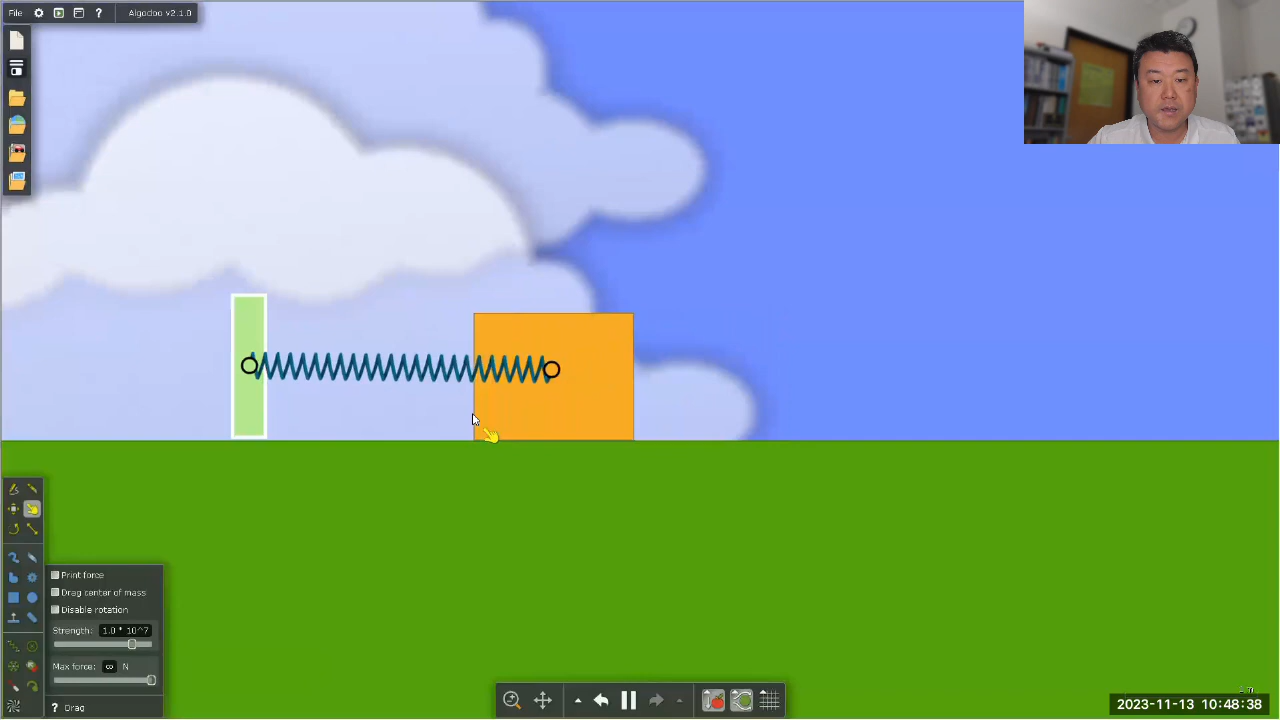 File ? Algodoo v2.1.0
Print force
Drag center of mass
Disable rotation
Strength: 1.0 * 10^7
Max force: ∞ N
? Drag
2023-11-13 10:48:38